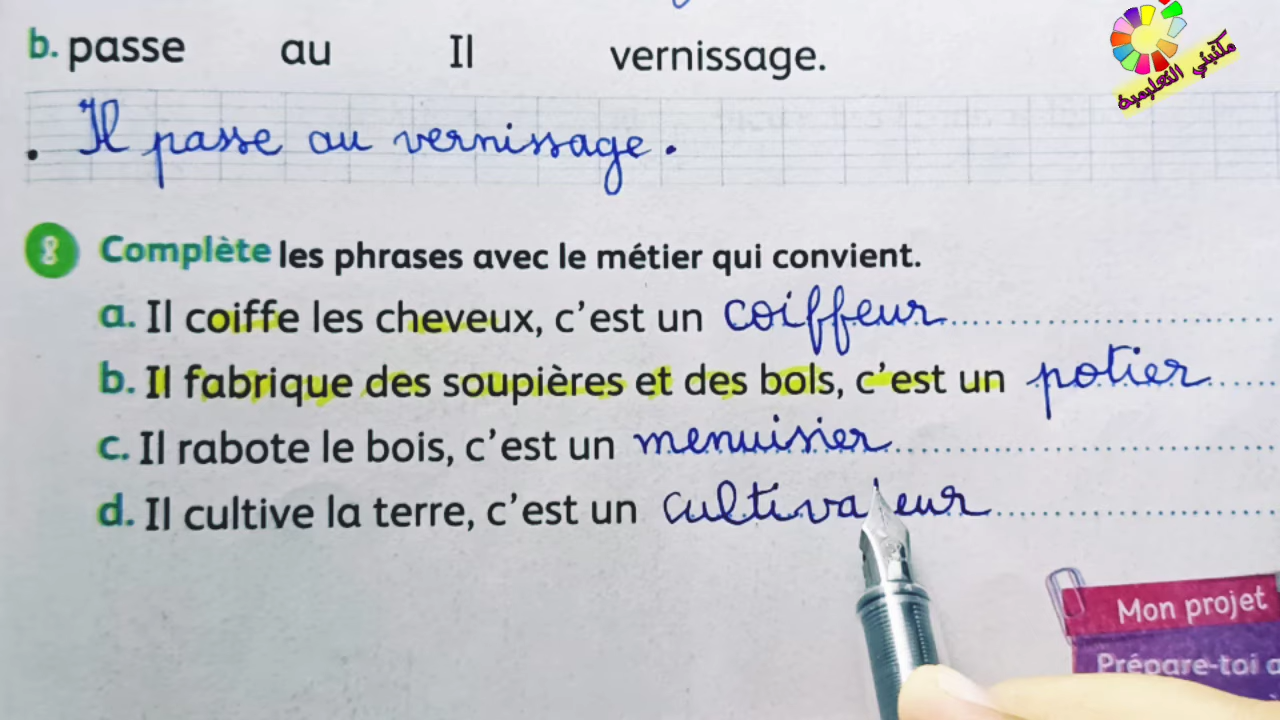 b. passe au Il vernissage.
مكتبتي التعليمية
. Il passe au vernissage.
8 Complète les phrases avec le métier qui convient.
a. Il coiffe les cheveux, c'est un coiffeur
b. Il fabrique des soupières et des bols, c'est un potier
c. Il rabote le bois, c'est un menuisier
d. Il cultive la terre, c'est un
Mon projet
Prépare-toi